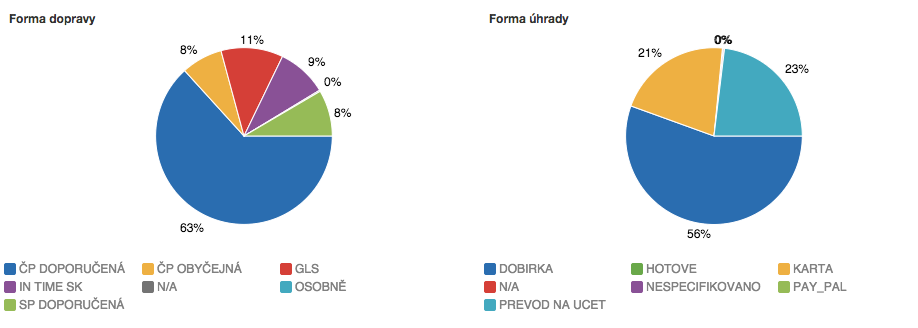 Forma dopravy
Forma úhrady
11%
8%
9%
0%
8%
63%
0%
21%
23%
56%
ČP DOPORUČENÁ
ČP OBYČEJNÁ
GLS
IN TIME SK
N/A
OSOBNĚ
SP DOPORUČENÁ
DOBIRKA
HOTOVE
KARTA
N/A
NESPECIFIKOVANO
PAY_PAL
PREVOD NA UCET